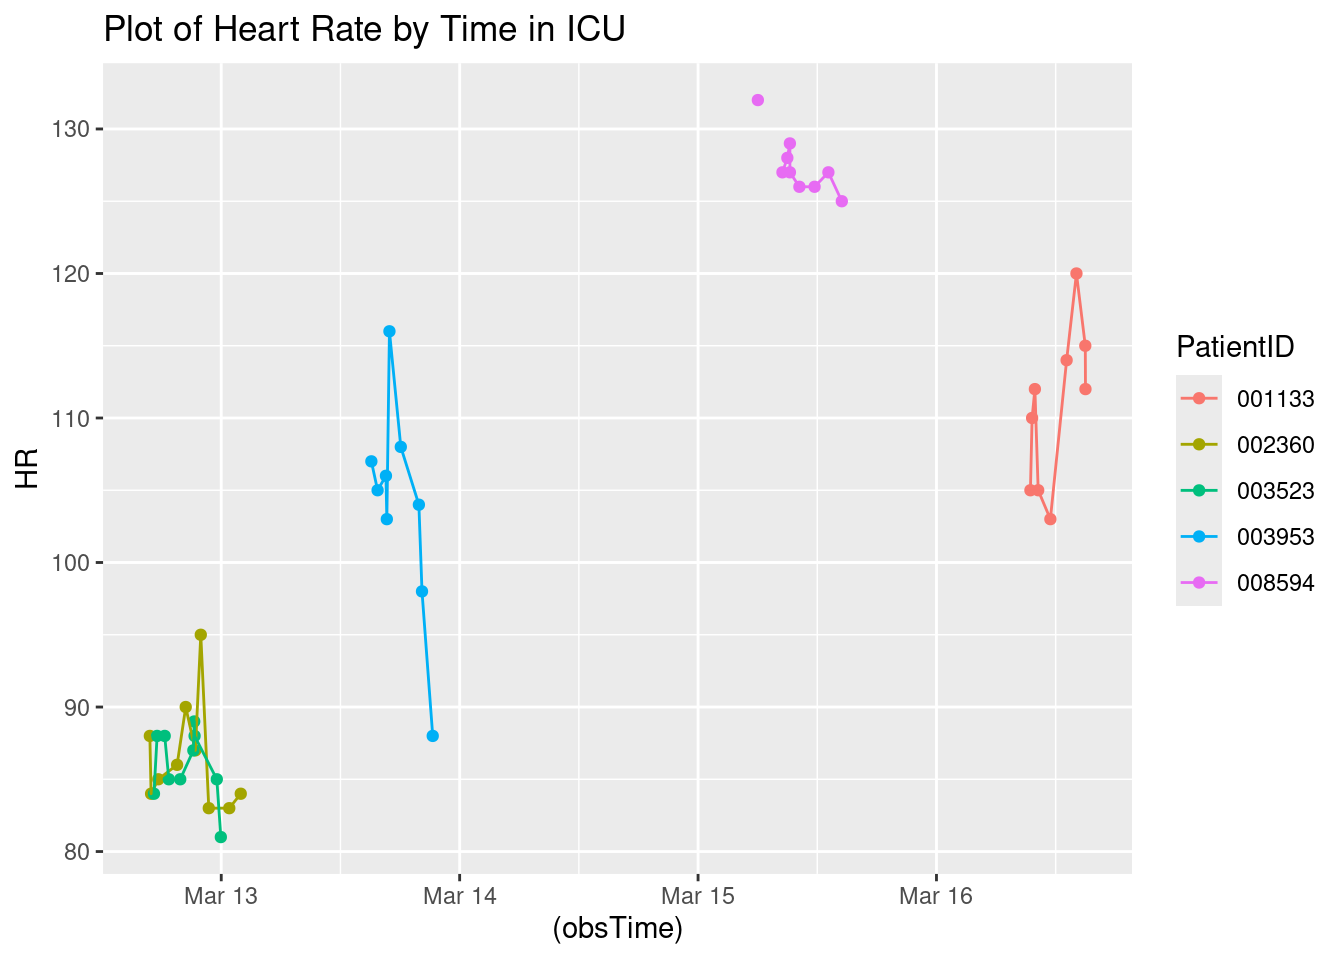 Plot of Heart Rate by Time in ICU
130
120
110
100
90
80
HR
Mar 13 Mar 14 Mar 15 Mar 16
(obsTime)
PatientID
001133
002360
003523
003953
008594